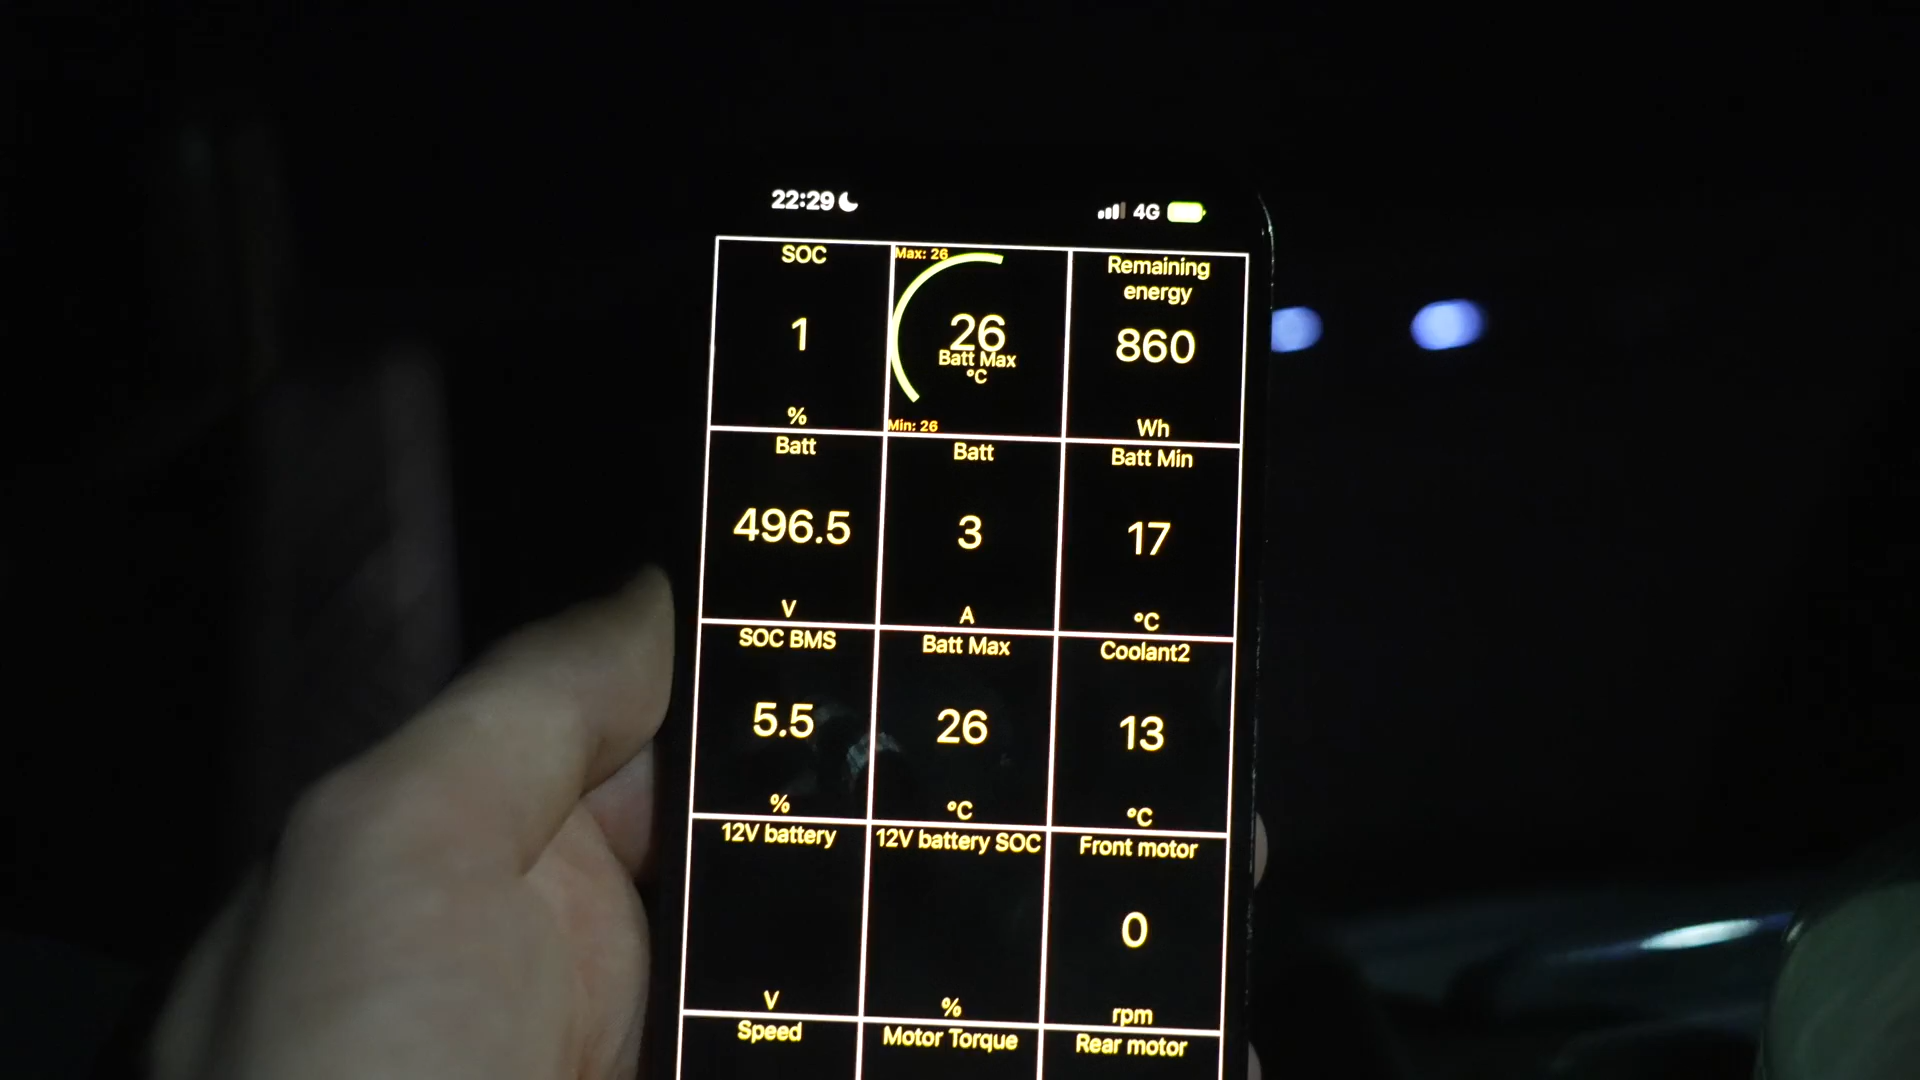 22:29
4G
SOC
1
%
Max: 26
26
Batt Max
°C
Min: 26
Remaining
energy
860
Wh
Batt
496.5
V
Batt
3
A
Batt Min
17
°C
SOC BMS
5.5
%
Batt Max
26
°C
Coolant2
13
°C
12V battery
V
12V battery SOC
%
Front motor
0
rpm
Speed
Motor Torque
Rear motor